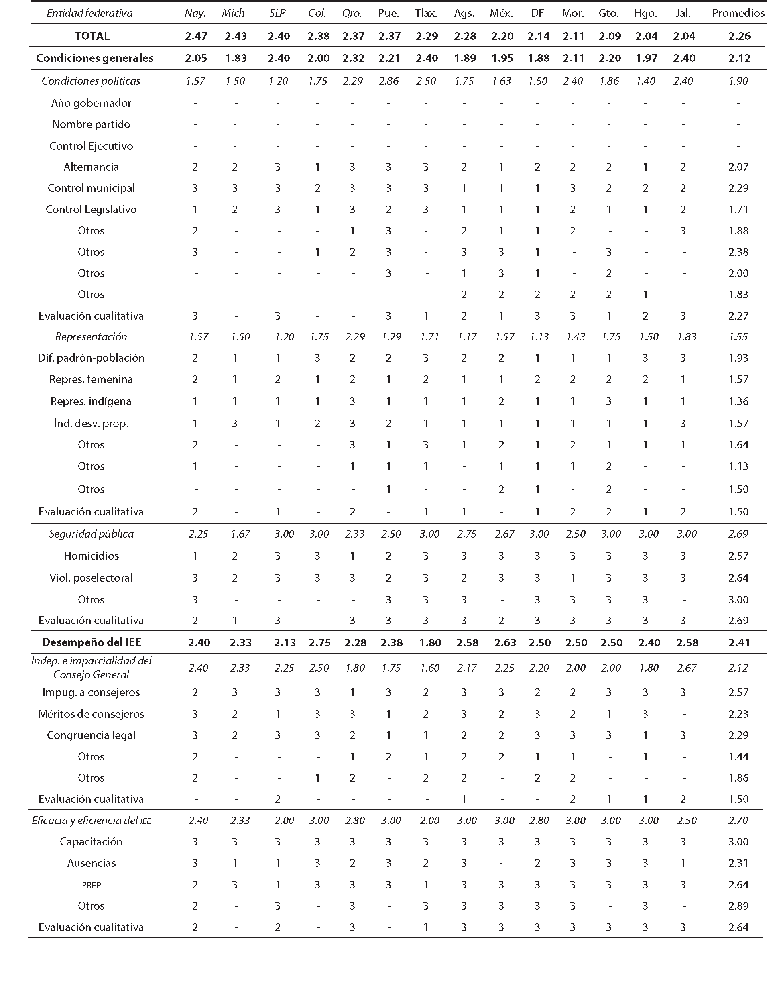 Entidad federativa Nay. Mich. SLP Col. Qro. Pue. Tlax. Ags. Méx. DF Mor. Gto. Hgo. Jal. Promedios
TOTAL 2.47 2.43 2.40 2.38 2.37 2.37 2.29 2.28 2.20 2.14 2.11 2.09 2.04 2.04 2.26
Condiciones generales 2.05 1.83 2.40 2.00 2.32 2.21 2.40 1.89 1.95 1.88 2.11 2.20 1.97 2.40 2.12
Condiciones políticas 1.57 1.50 1.20 1.75 2.29 2.86 2.50 1.75 1.63 1.50 2.40 1.86 1.40 2.40 1.90
Año gobernador - - - - - - - - - - - - - - -
Nombre partido - - - - - - - - - - - - - - -
Control Ejecutivo - - - - - - - - - - - - - - -
Alternancia 2 2 3 1 3 3 3 2 1 2 2 2 1 2 2.07
Control municipal 3 3 3 2 3 3 3 1 1 1 3 2 2 2 2.29
Control Legislativo 1 2 3 1 3 2 3 1 1 1 2 1 1 2 1.71
Otros 2 - - - 1 3 - 2 1 1 2 - - 3 1.88
Otros 3 - - 1 2 3 - 3 3 1 - 3 - - 2.38
Otros - - - - - 3 - 1 3 1 - 2 - - 2.00
Otros - - - - - - - 2 2 2 2 2 1 - 1.83
Evaluación cualitativa 3 - 3 - - 3 1 2 1 3 3 1 2 3 2.27
Representación 1.57 1.50 1.20 1.75 2.29 1.29 1.71 1.17 1.57 1.13 1.43 1.75 1.50 1.83 1.55
Dif. padrón-población 2 1 1 3 2 2 3 2 2 1 1 1 3 3 1.93
Repres. femenina 2 1 2 1 2 1 2 1 1 2 2 2 2 1 1.57
Repres. indígena 1 1 1 1 3 1 1 1 2 1 1 3 1 1 1.36
Índ. desv. prop. 1 3 1 2 3 2 1 1 1 1 1 1 1 3 1.57
Otros 2 - - - 3 1 3 1 2 1 2 1 1 1 1.64
Otros 1 - - - 1 1 1 - 1 1 1 2 - - 1.13
Otros - - - - - 1 - - 2 1 - 2 - - 1.50
Evaluación cualitativa 2 - 1 - 2 - 1 1 - 1 2 2 1 2 1.50
Seguridad pública 2.25 1.67 3.00 3.00 2.33 2.50 3.00 2.75 2.67 3.00 2.50 3.00 3.00 3.00 2.69
Homicidios 1 2 3 3 1 2 3 3 3 3 3 3 3 3 2.57
Viol. poselectoral 3 2 3 3 3 2 3 2 3 3 1 3 3 3 2.64
Otros 3 - - - - 3 3 3 - 3 3 3 3 - 3.00
Evaluación cualitativa 2 1 3 - 3 3 3 3 2 3 3 3 3 3 2.69
Desempeño del IEE 2.40 2.33 2.13 2.75 2.28 2.38 1.80 2.58 2.63 2.50 2.50 2.50 2.40 2.58 2.41
Indep. e imparcialidad del
Consejo General 2.40 2.33 2.25 2.50 1.80 1.75 1.60 2.17 2.25 2.20 2.00 2.00 1.80 2.67 2.12
Impug. a consejeros 2 3 3 3 1 3 2 3 3 2 2 3 3 3 2.57
Méritos de consejeros 3 2 1 3 3 1 2 3 2 3 2 1 3 - 2.23
Congruencia legal 3 2 3 3 2 1 1 2 2 3 3 3 1 3 2.29
Otros 2 - - - 1 2 1 2 2 1 1 - 1 - 1.44
Otros 2 - - 1 2 - 2 2 - 2 2 - - - 1.86
Evaluación cualitativa - - 2 - - - - 1 - - 2 1 1 2 1.50
Eficacia y eficiencia del IEE 2.40 2.33 2.00 3.00 2.80 3.00 2.00 3.00 3.00 2.80 3.00 3.00 3.00 2.50 2.70
Capacitación 3 3 3 3 3 3 3 3 3 3 3 3 3 3 3.00
Ausencias 3 1 1 3 2 3 2 3 - 2 3 3 3 1 2.31
PREP 2 3 1 3 3 3 1 3 3 3 3 3 3 3 2.64
Otros 2 - 3 - 3 - 3 3 3 3 3 - 3 - 2.89
Evaluación cualitativa 2 - 2 - 3 - 1 3 3 3 3 3 3 3 2.64